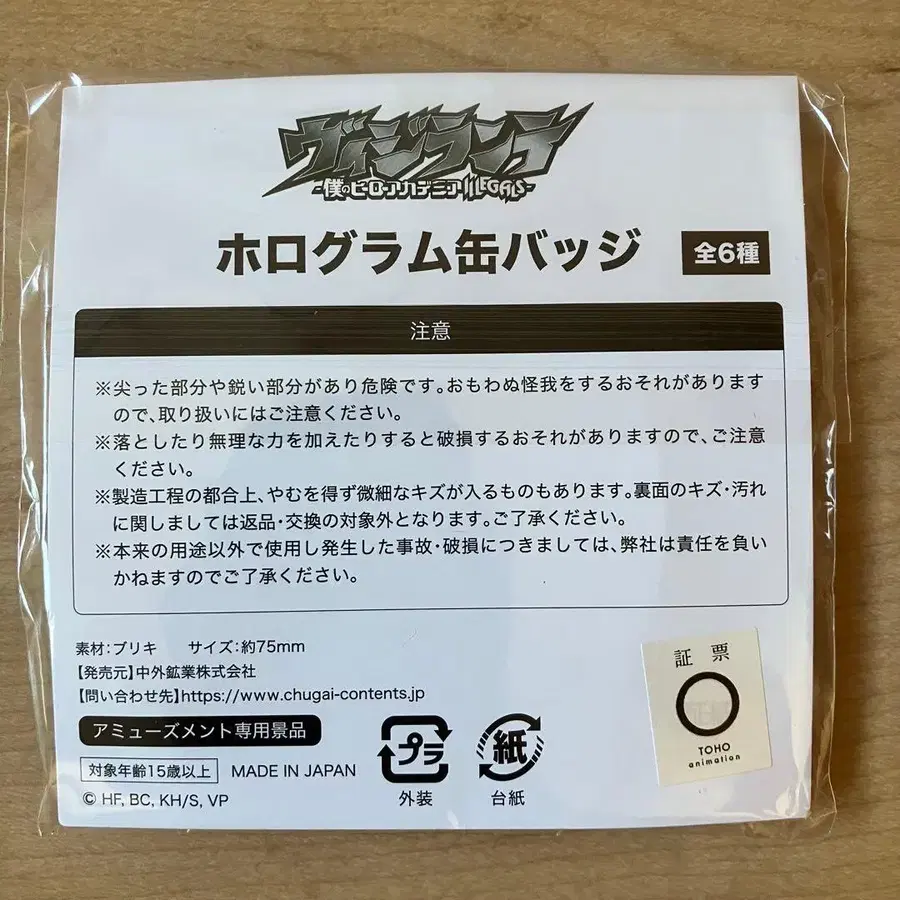 ヴィジランテ
-僕のヒーローアカデミア ILLEGALS-
ホログラム缶バッジ 全6種
注意
※尖った部分や鋭い部分があり危険です。おもわぬ怪我をするおそれがあります
ので、取り扱いにはご注意ください。
※落としたり無理な力を加えたりすると破損するおそれがありますので、ご注意
ください。
※製造工程の都合上、やむを得ず微細なキズが入るものもあります。裏面のキズ・汚れ
に関しましては返品・交換の対象外となります。ご了承ください。
※本来の用途以外で使用し発生した事故・破損につきましては、弊社は責任を負い
かねますのでご了承ください。
素材:ブリキ サイズ:約75mm
【発売元】中外鉱業株式会社
【問い合わせ先】https://www.chugai-contents.jp
アミューズメント専用景品
対象年齢15歳以上 MADE IN JAPAN
© HF, BC, KH/S, VP
プラ
外装
紙
台紙
証票
TOHO
animation